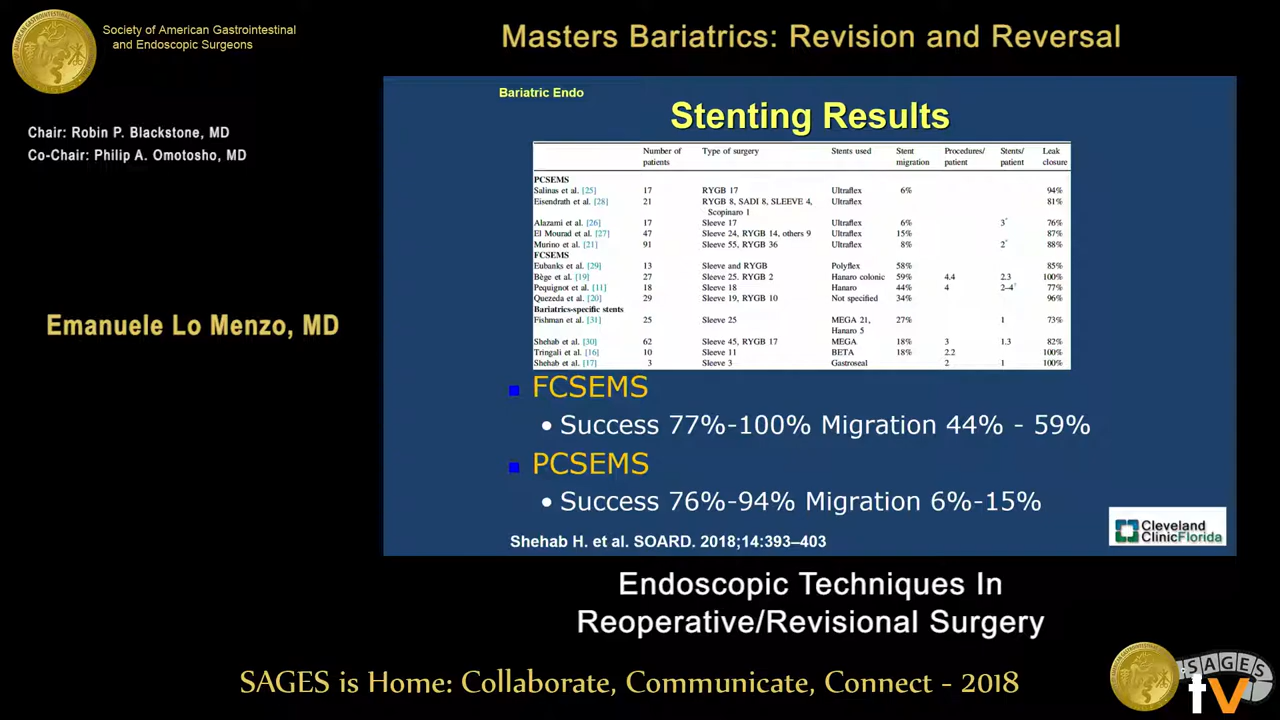 Society of American Gastrointestinal
and Endoscopic Surgeons
Masters Bariatrics: Revision and Reversal
Chair: Robin P. Blackstone, MD
Co-Chair: Philip A. Omotosho, MD
Emanuele Lo Menzo, MD
Bariatric Endo
Stenting Results
Number of patients Type of surgery Stents used Stent migration Procedures/patient Stents/patient Leak closure
PCSEMS
Salinas et al. [25] 17 RYGB 17 Ultraflex 6% 94%
Eisendrath et al. [28] 21 RYGB 8, SADI 8, SLEEVE 4, Ultraflex 81%
Scopinaro 1
Alazami et al. [26] 17 Sleeve 17 Ultraflex 6% 3* 76%
El Mourad et al. [27] 47 Sleeve 24, RYGB 14, others 9 Ultraflex 15% 87%
Murino et al. [21] 91 Sleeve 55, RYGB 36 Ultraflex 8% 2* 88%
FCSEMS
Eubanks et al. [29] 13 Sleeve and RYGB Polyflex 58% 85%
Bège et al. [19] 27 Sleeve 25. RYGB 2 Hanaro colonic 59% 4.4 2.3 100%
Pequignot et al. [11] 18 Sleeve 18 Hanaro 44% 4 2–4 77%
Quezeda et al. [20] 29 Sleeve 19, RYGB 10 Not specified 34% 96%
Bariatrics-specific stents
Fishman et al. [31] 25 Sleeve 25 MEGA 21, 27% 1 73%
Hanaro 5
Shehab et al. [30] 62 Sleeve 45, RYGB 17 MEGA 18% 3 1.3 82%
Tringali et al. [16] 10 Sleeve 11 BETA 18% 2.2 100%
Shehab et al. [17] 3 Sleeve 3 Gastroseal 2 1 100%
FCSEMS
• Success 77%-100% Migration 44% - 59%
PCSEMS
• Success 76%-94% Migration 6%-15%
Shehab H. et al. SOARD. 2018;14:393–403
Cleveland
ClinicFlorida
Endoscopic Techniques In
Reoperative/Revisional Surgery
SAGES is Home: Collaborate, Communicate, Connect - 2018
SAGES
tv